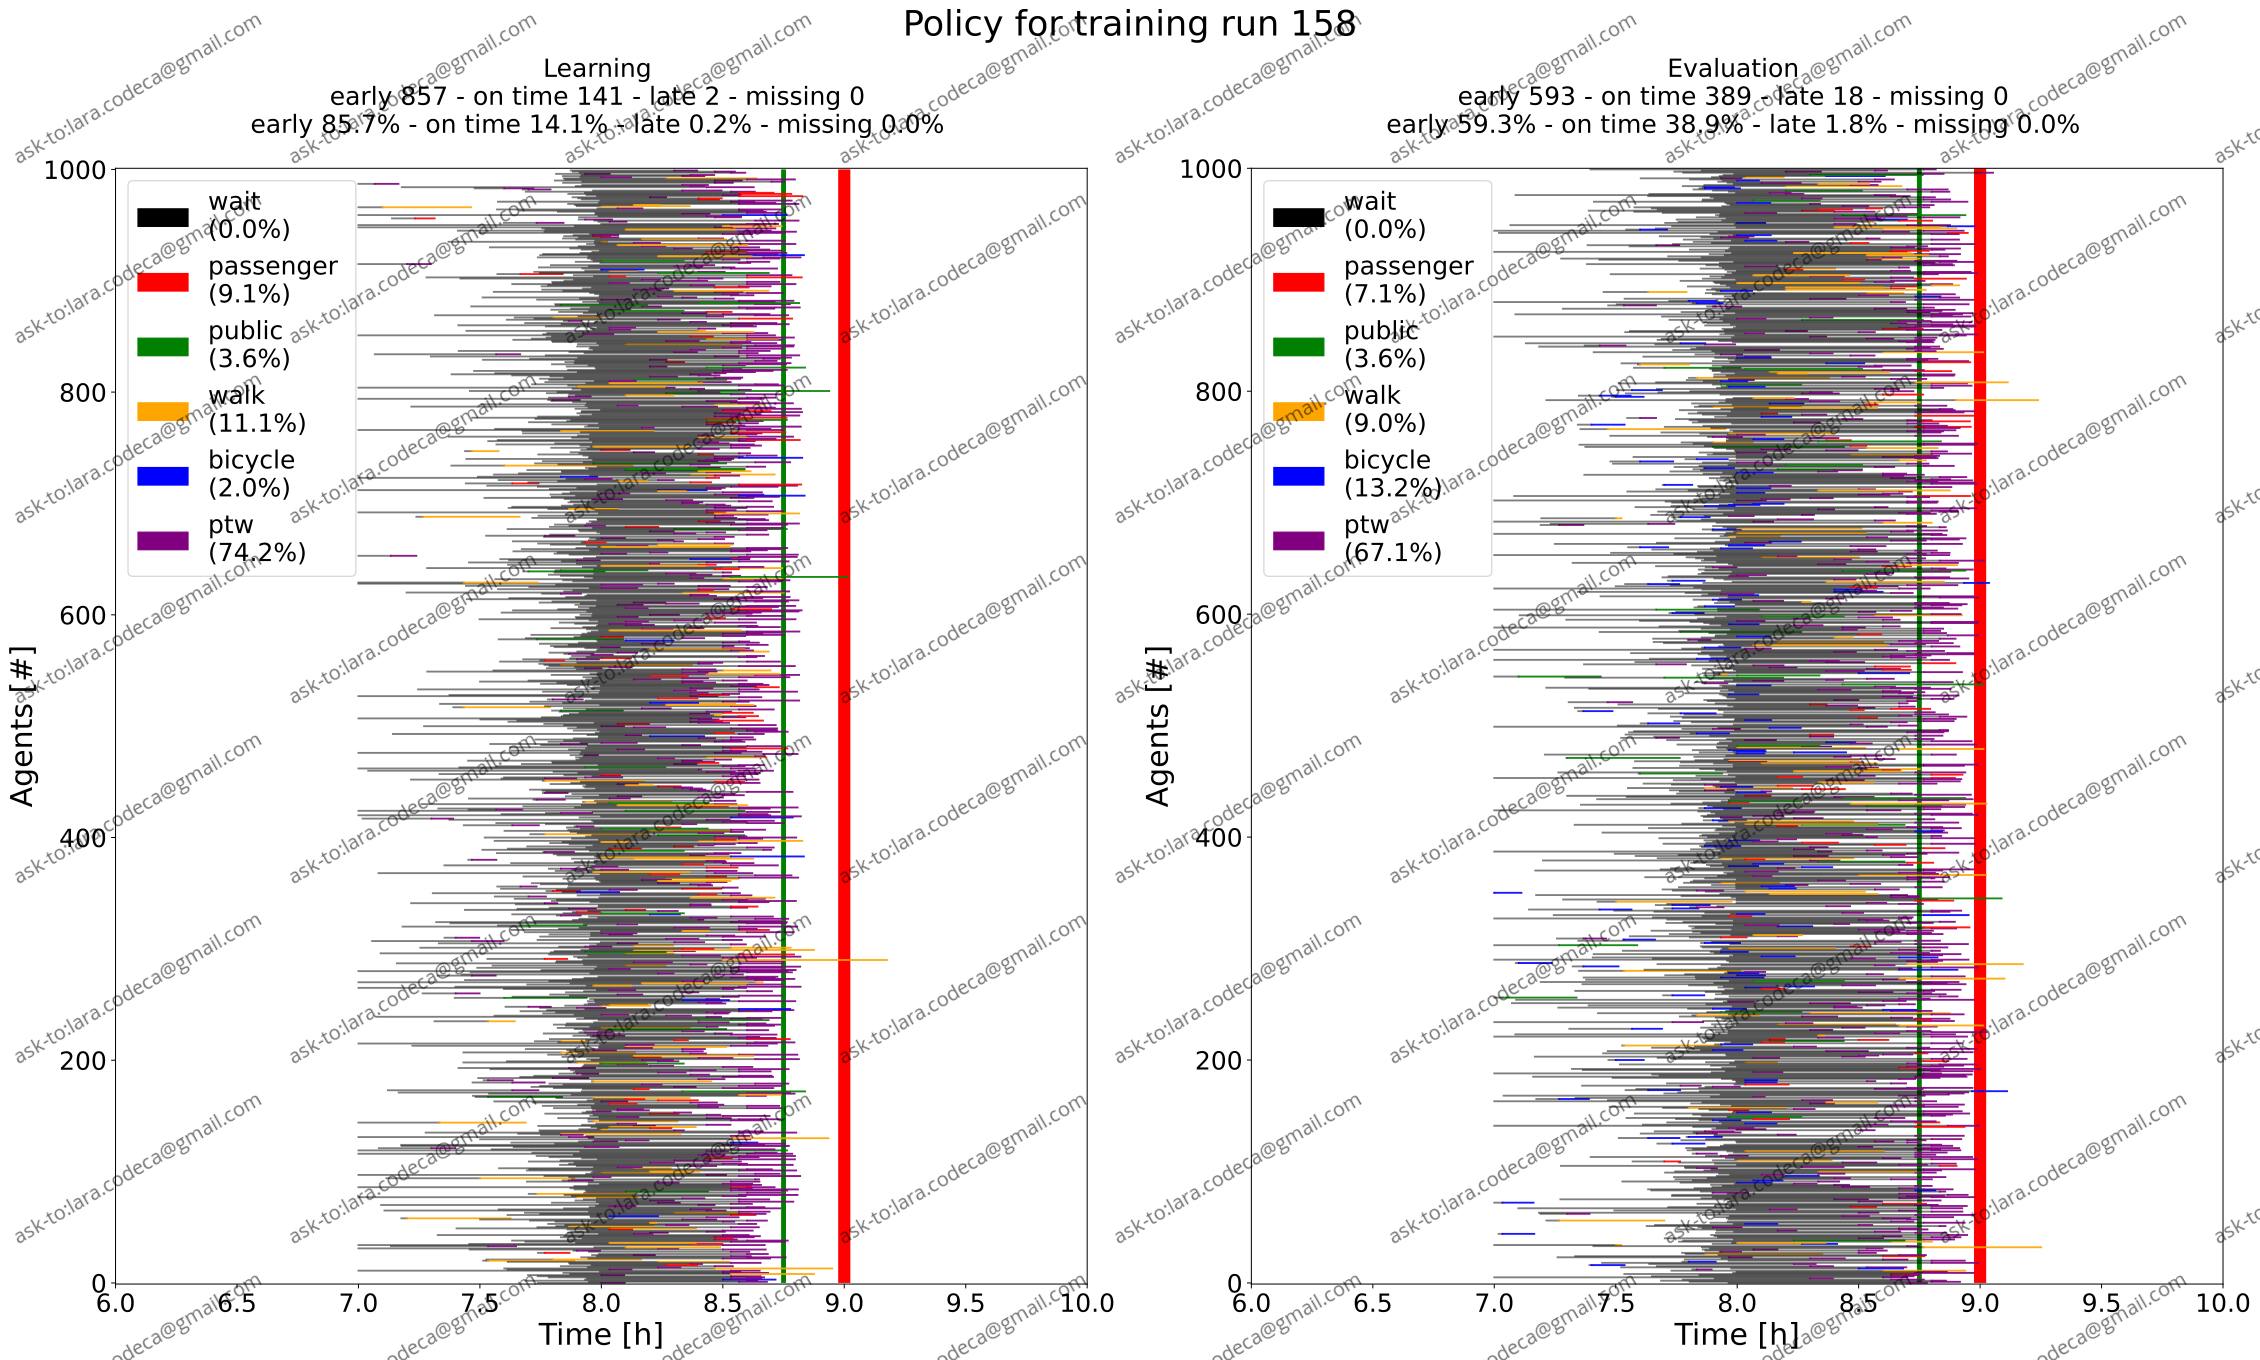 Policy for training run 158
Learning
early 857 - on time 141 - late 2 - missing 0
early 85.7% - on time 14.1% - late 0.2% - missing 0.0%
1000
800
600
400
200
0
Agents [#]
wait
(0.0%)
passenger
(9.1%)
public
(3.6%)
walk
(11.1%)
bicycle
(2.0%)
ptw
(74.2%)
6.0 6.5 7.0 7.5 8.0 8.5 9.0 9.5 10.0
Time [h]
Evaluation
early 593 - on time 389 - late 18 - missing 0
early 59.3% - on time 38.9% - late 1.8% - missing 0.0%
1000
800
600
400
200
0
Agents [#]
wait
(0.0%)
passenger
(7.1%)
public
(3.6%)
walk
(9.0%)
bicycle
(13.2%)
ptw
(67.1%)
6.0 6.5 7.0 7.5 8.0 8.5 9.0 9.5 10.0
Time [h]
ask-to:lara.codeca@gmail.com